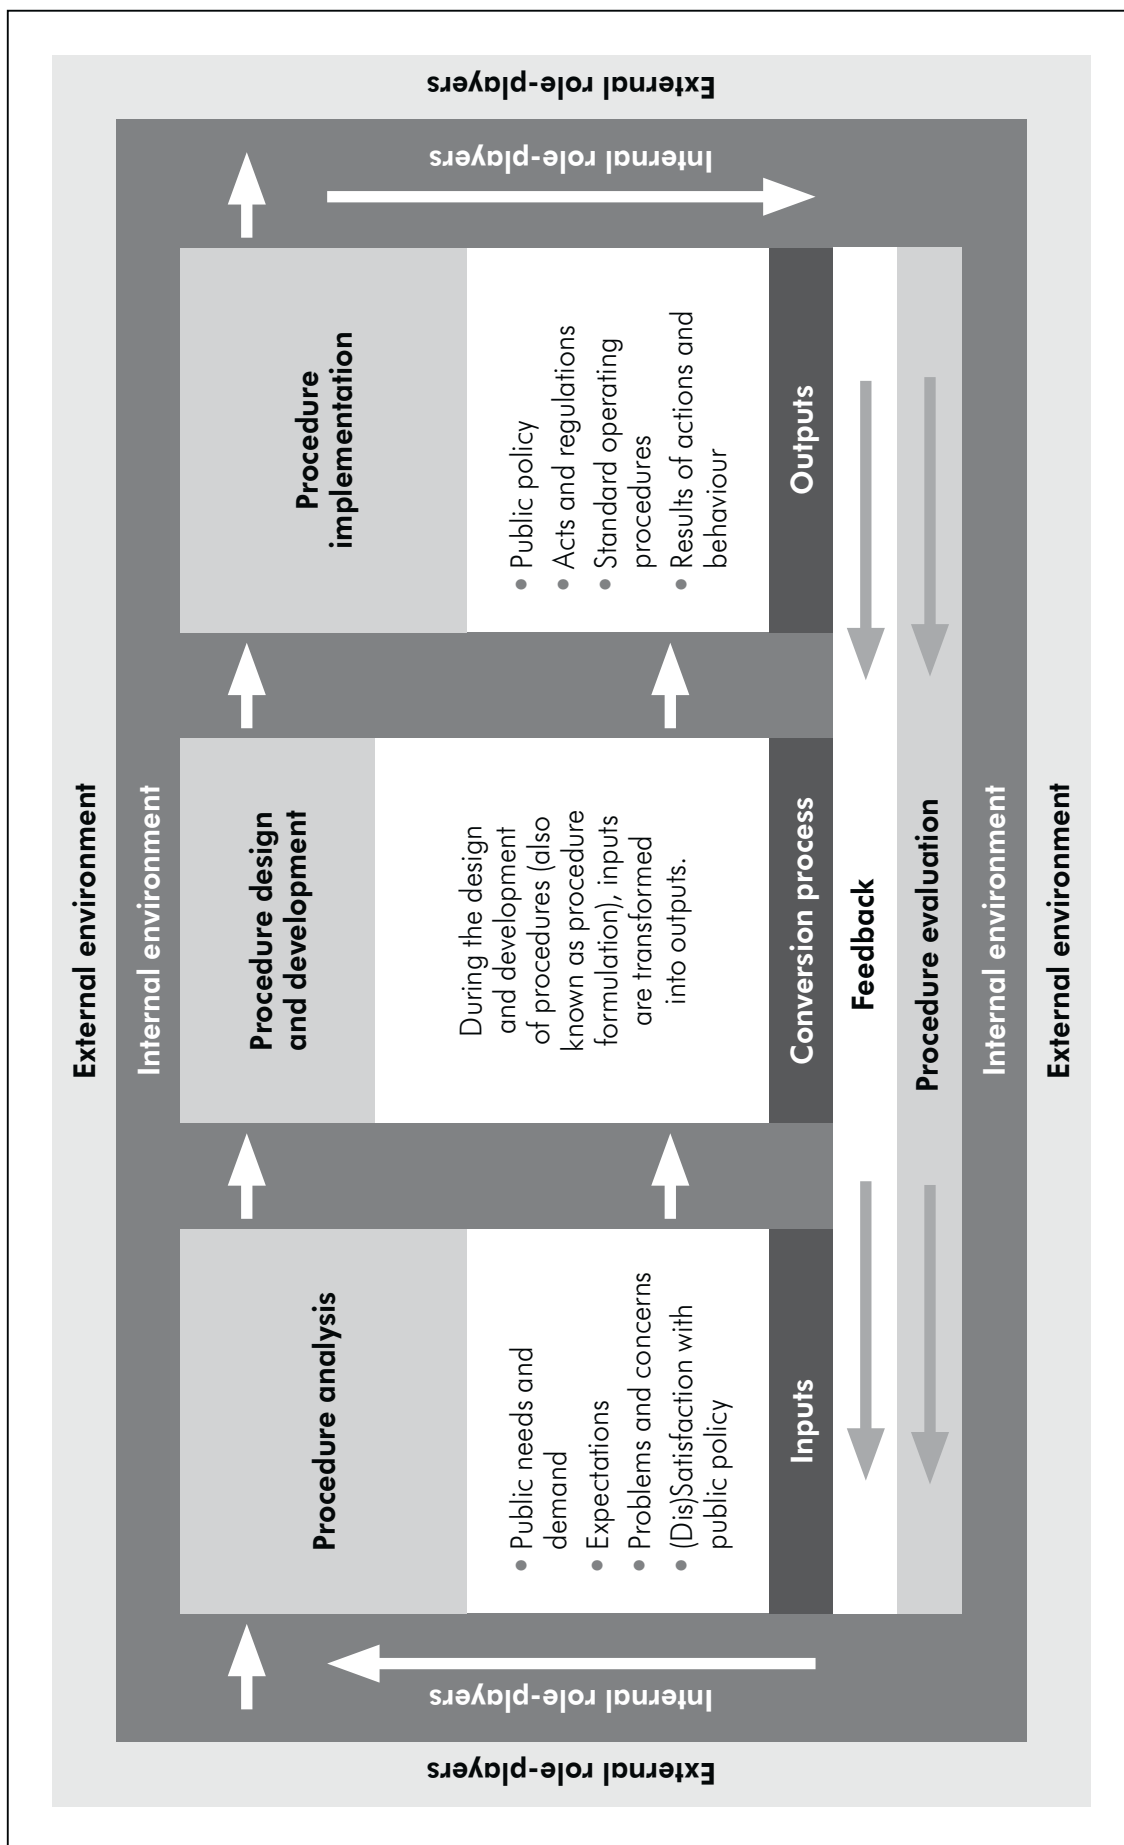 External environment
Internal environment
External role-players
Internal role-players
Procedure analysis
• Public needs and
demand
• Expectations
• Problems and concerns
• (Dis)Satisfaction with
public policy
Inputs
Procedure design
and development
During the design
and development
of procedures (also
known as procedure
formulation), inputs
are transformed
into outputs.
Conversion process
Procedure
implementation
• Public policy
• Acts and regulations
• Standard operating
procedures
• Results of actions and
behaviour
Outputs
Internal role-players
External role-players
Feedback
Procedure evaluation
Internal environment
External environment